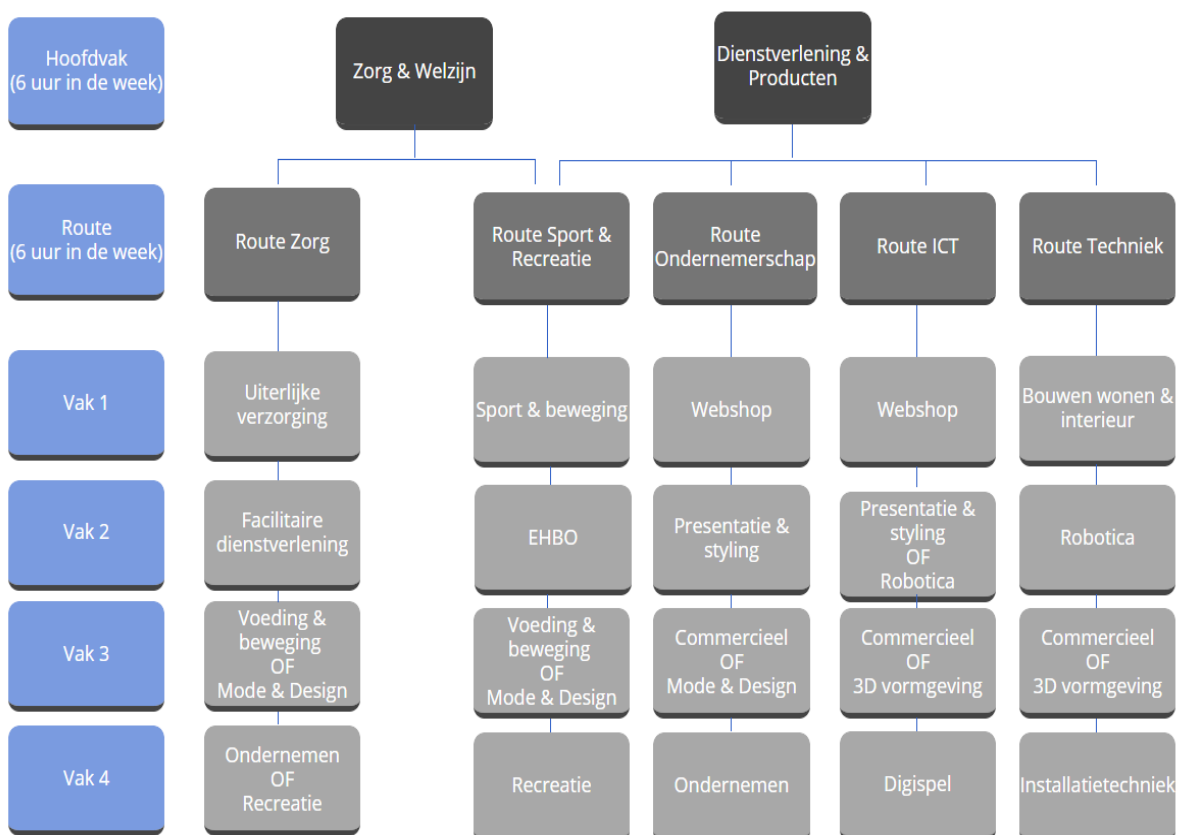 Hoofdvak
(6 uur in de week)
Zorg & Welzijn
Dienstverlening &
Producten
Route
(6 uur in de week)
Route Zorg
Route Sport &
Recreatie
Route
Ondernemerschap
Route ICT
Route Techniek
Vak 1
Uiterlijke
verzorging
Sport & beweging
Webshop
Webshop
Bouwen wonen &
interieur
Vak 2
Facilitaire
dienstverlening
EHBO
Presentatie &
styling
Presentatie &
styling
OF
Robotica
Robotica
Vak 3
Voeding &
beweging
OF
Mode & Design
Voeding &
beweging
OF
Mode & Design
Commercieel
OF
Mode & Design
Commercieel
OF
3D vormgeving
Commercieel
OF
3D vormgeving
Vak 4
Ondernemen
OF
Recreatie
Recreatie
Ondernemen
Digispel
Installatietechniek